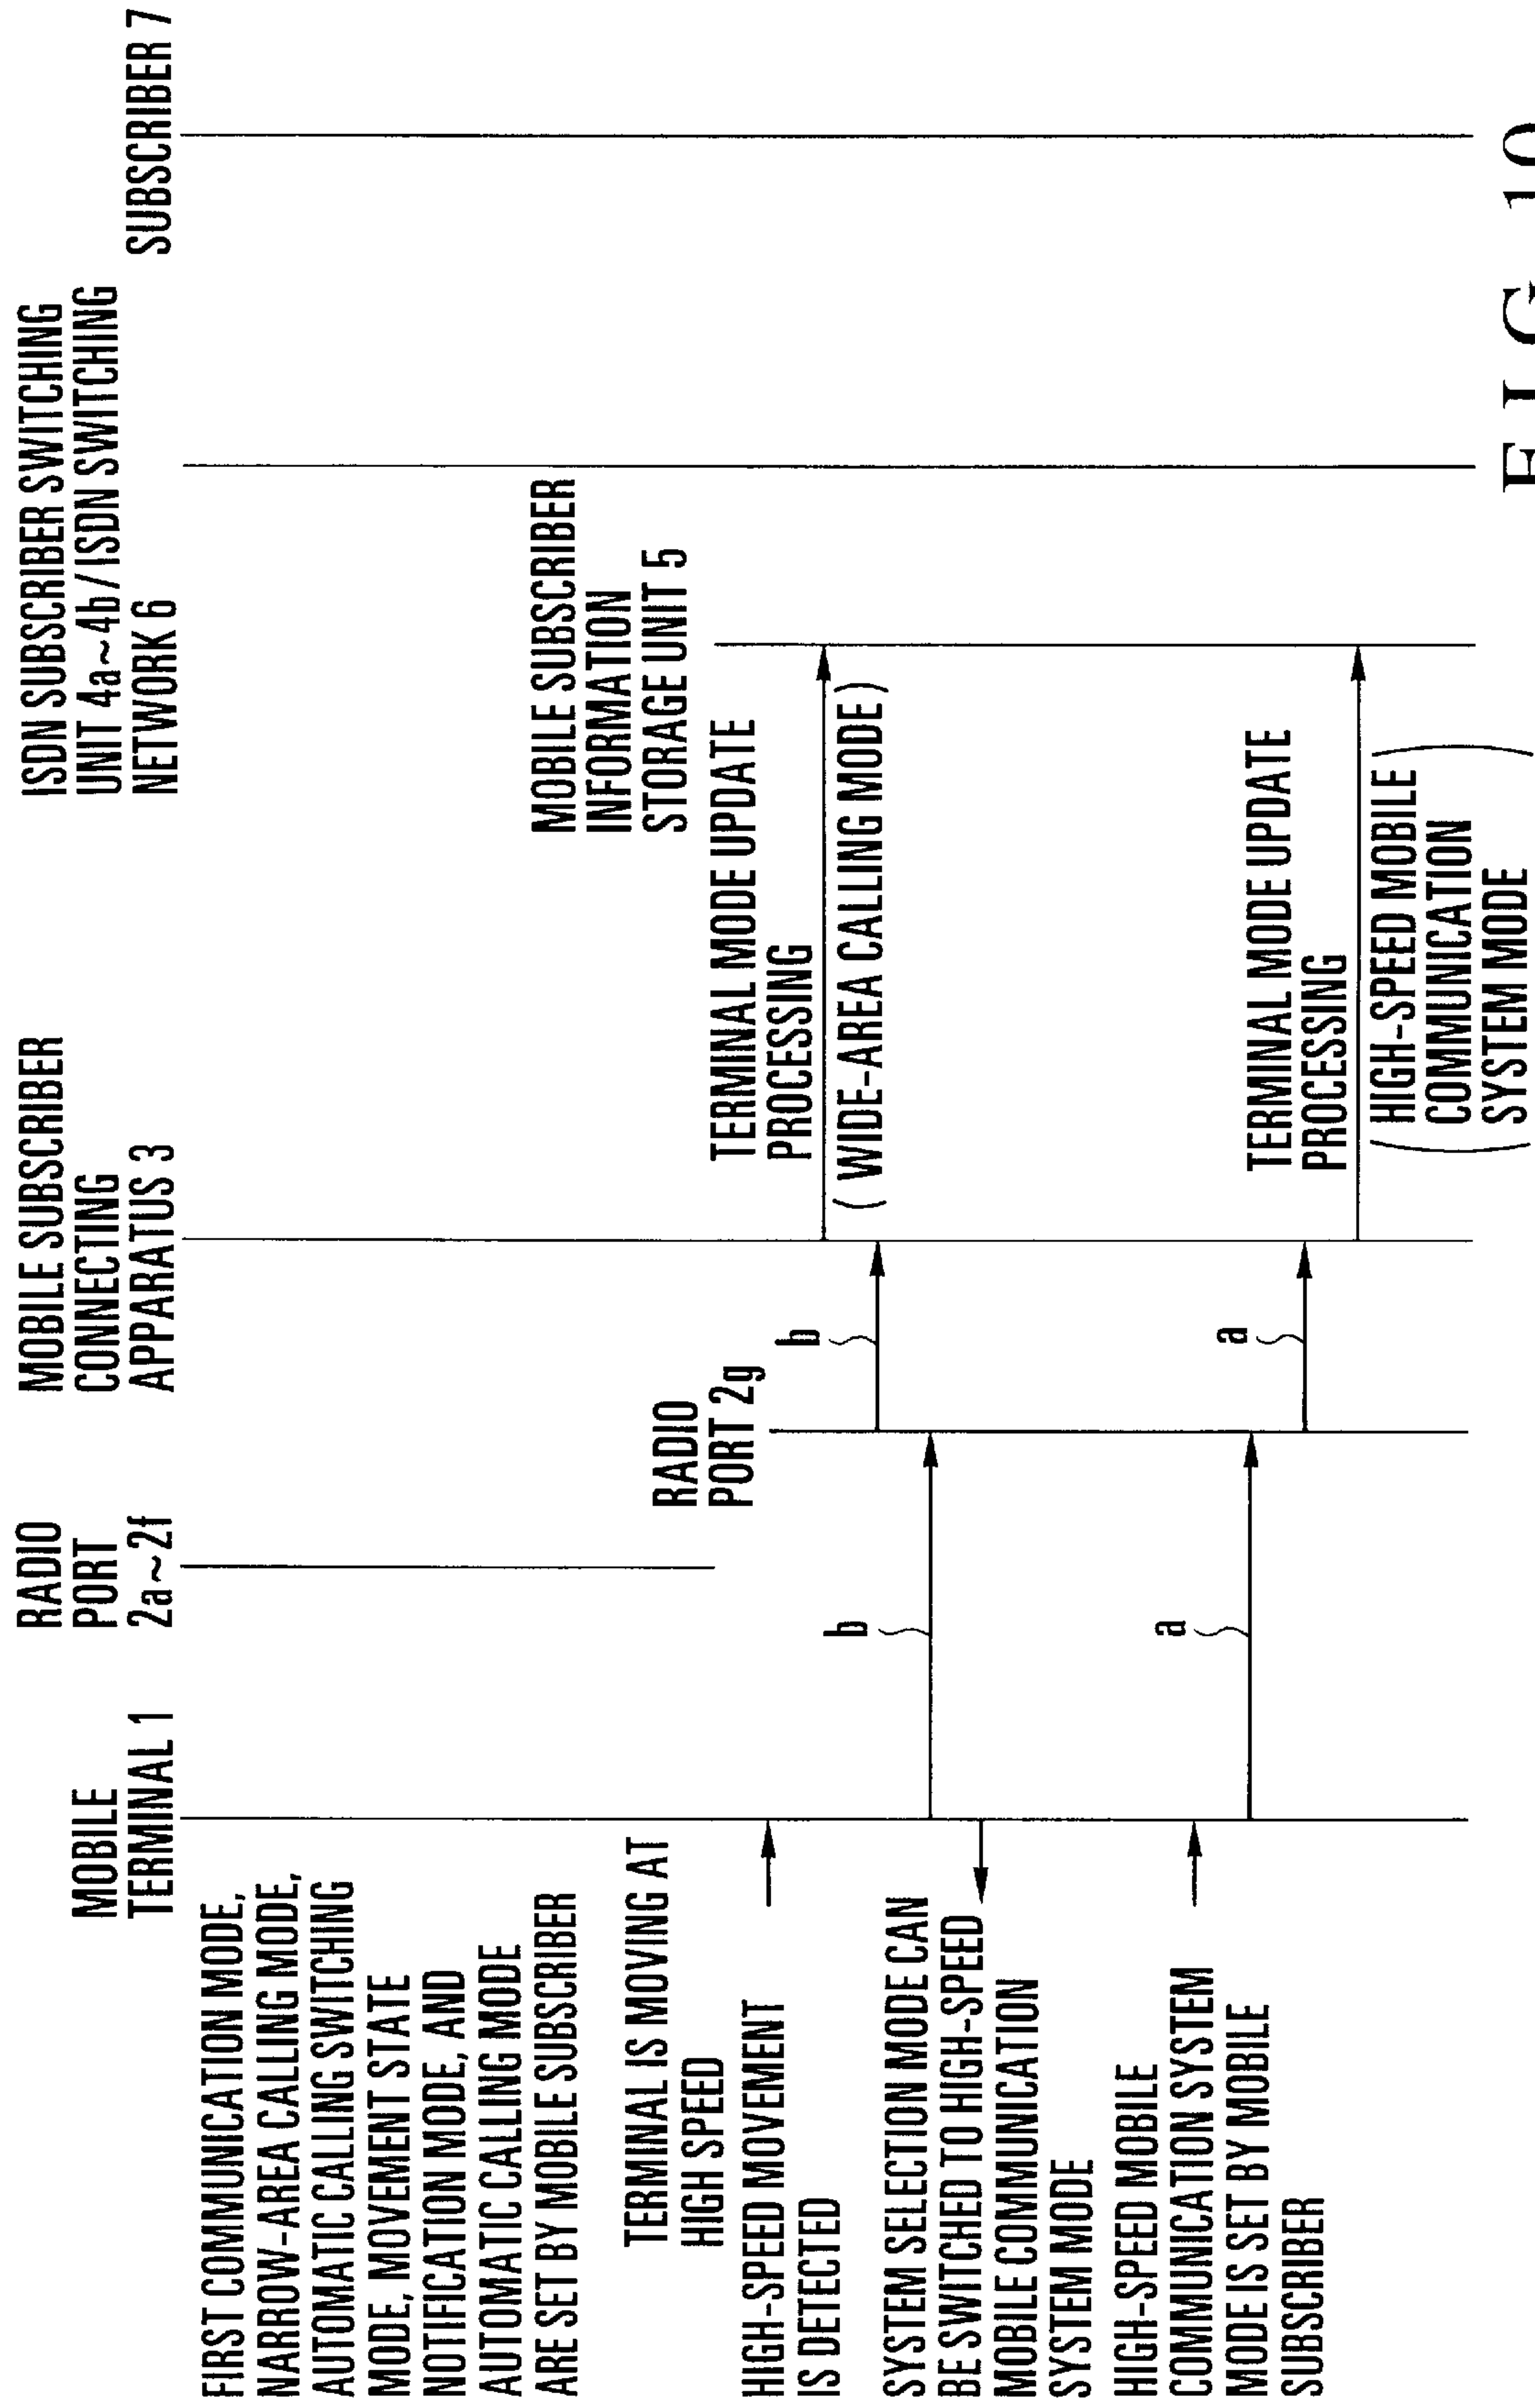 MOBILE
TERMINAL 1
RADIO
PORT
2a~2f
MOBILE SUBSCRIBER
CONNECTING
APPARATUS 3
ISDN SUBSCRIBER SWITCHING
UNIT 4a~4b/ISDN SWITCHING
NETWORK 6
SUBSCRIBER 7
FIRST COMMUNICATION MODE,
NARROW-AREA CALLING MODE,
AUTOMATIC CALLING SWITCHING
MODE, MOVEMENT STATE
NOTIFICATION MODE, AND
AUTOMATIC CALLING MODE
ARE SET BY MOBILE SUBSCRIBER
MOBILE SUBSCRIBER
INFORMATION
STORAGE UNIT 5
TERMINAL IS MOVING AT
HIGH SPEED
RADIO
PORT 2g
HIGH-SPEED MOVEMENT
IS DETECTED
TERMINAL MODE UPDATE
PROCESSING
(WIDE-AREA CALLING MODE)
b
b
SYSTEM SELECTION MODE CAN
BE SWITCHED TO HIGH-SPEED
MOBILE COMMUNICATION
SYSTEM MODE
HIGH-SPEED MOBILE
COMMUNICATION SYSTEM
MODE IS SET BY MOBILE
SUBSCRIBER
a
a
TERMINAL MODE UPDATE
PROCESSING
(HIGH-SPEED MOBILE
COMMUNICATION
SYSTEM MODE)
FIG. 10